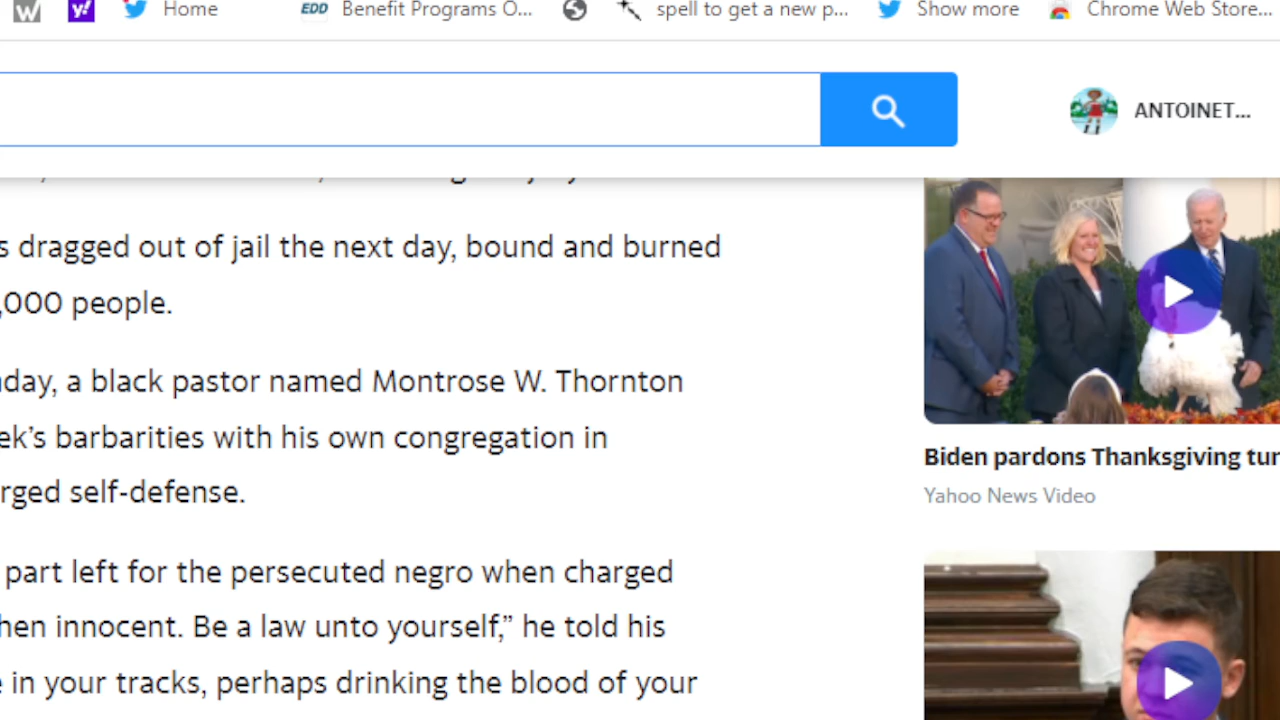 W y! Home EDD Benefit Programs O... spell to get a new p... Show more Chrome Web Store...
ANTOINET...
s dragged out of jail the next day, bound and burned
,000 people.
day, a black pastor named Montrose W. Thornton
ek’s barbarities with his own congregation in
rged self-defense.
part left for the persecuted negro when charged
hen innocent. Be a law unto yourself,” he told his
e in your tracks, perhaps drinking the blood of your
Biden pardons Thanksgiving tur
Yahoo News Video